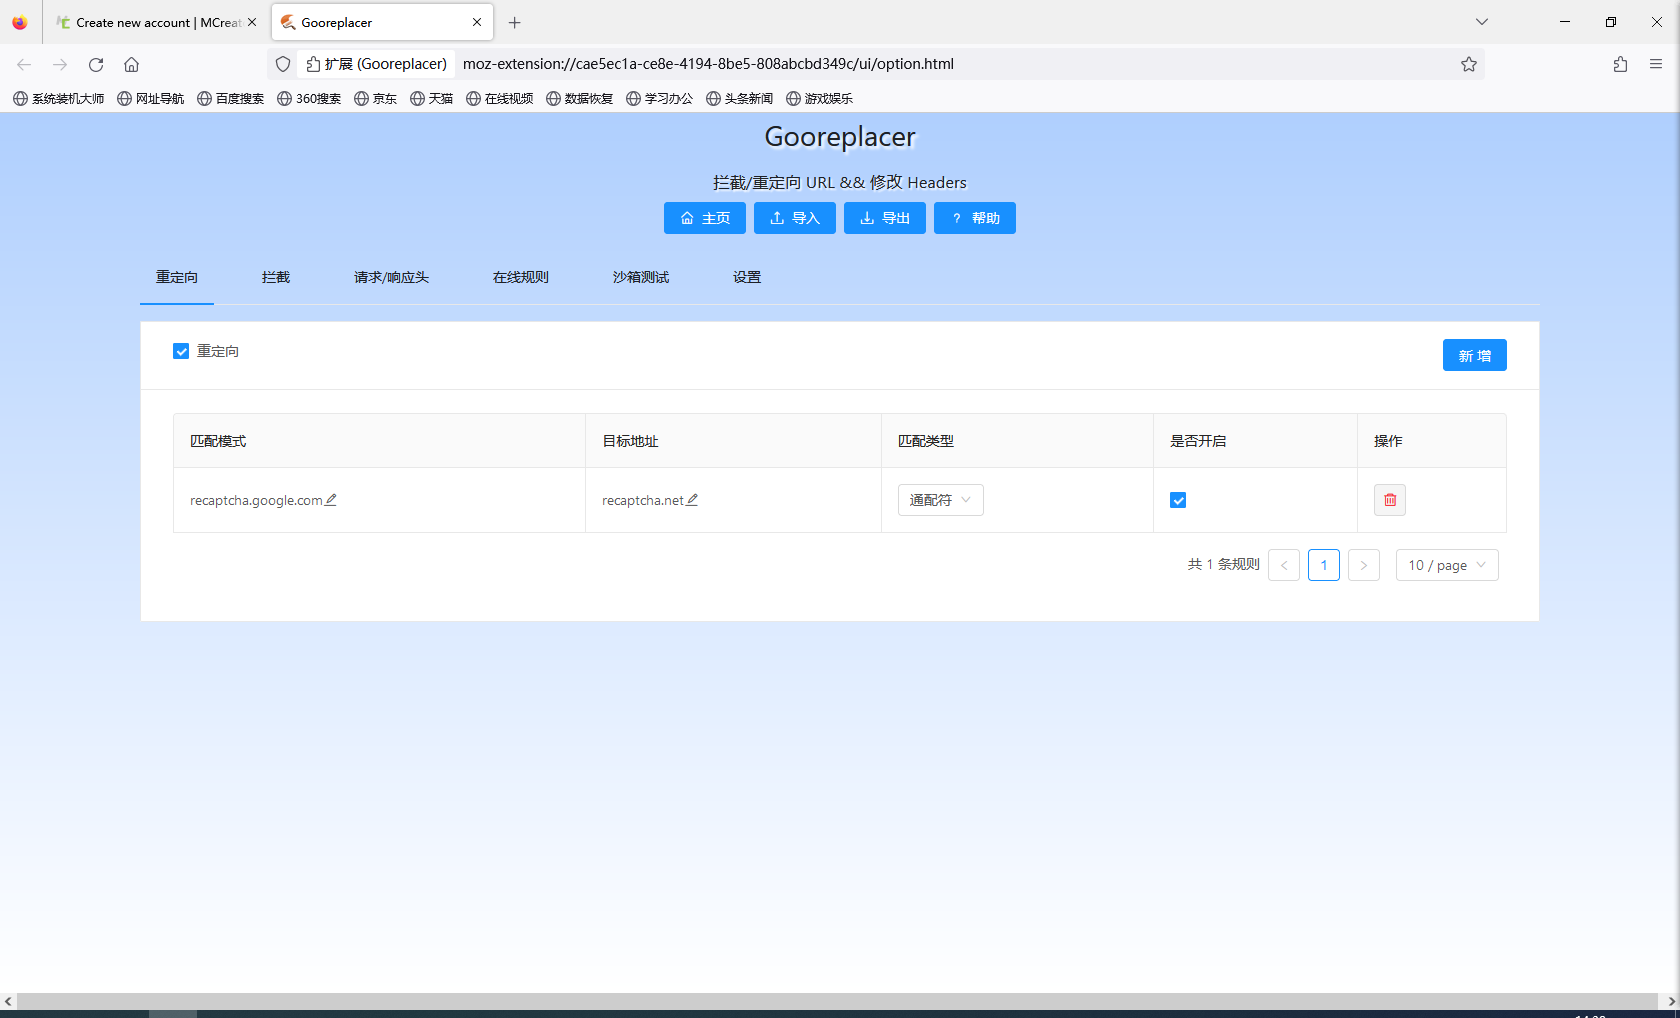 Create new account | MCreat
Gooreplacer
扩展 (Gooreplacer)
moz-extension://cae5ec1a-ce8e-4194-8be5-808abcbd349c/ui/option.html
系统装机大师 网址导航 百度搜索 360搜索 京东 天猫 在线视频 数据恢复 学习办公 头条新闻 游戏娱乐
Gooreplacer
拦截/重定向 URL && 修改 Headers
主页 导入 导出 ? 帮助
重定向 拦截 请求/响应头 在线规则 沙箱测试 设置
重定向
新 增
匹配模式 目标地址 匹配类型 是否开启 操作
recaptcha.google.com recaptcha.net 通配符
共 1 条规则 < 1 > 10 / page